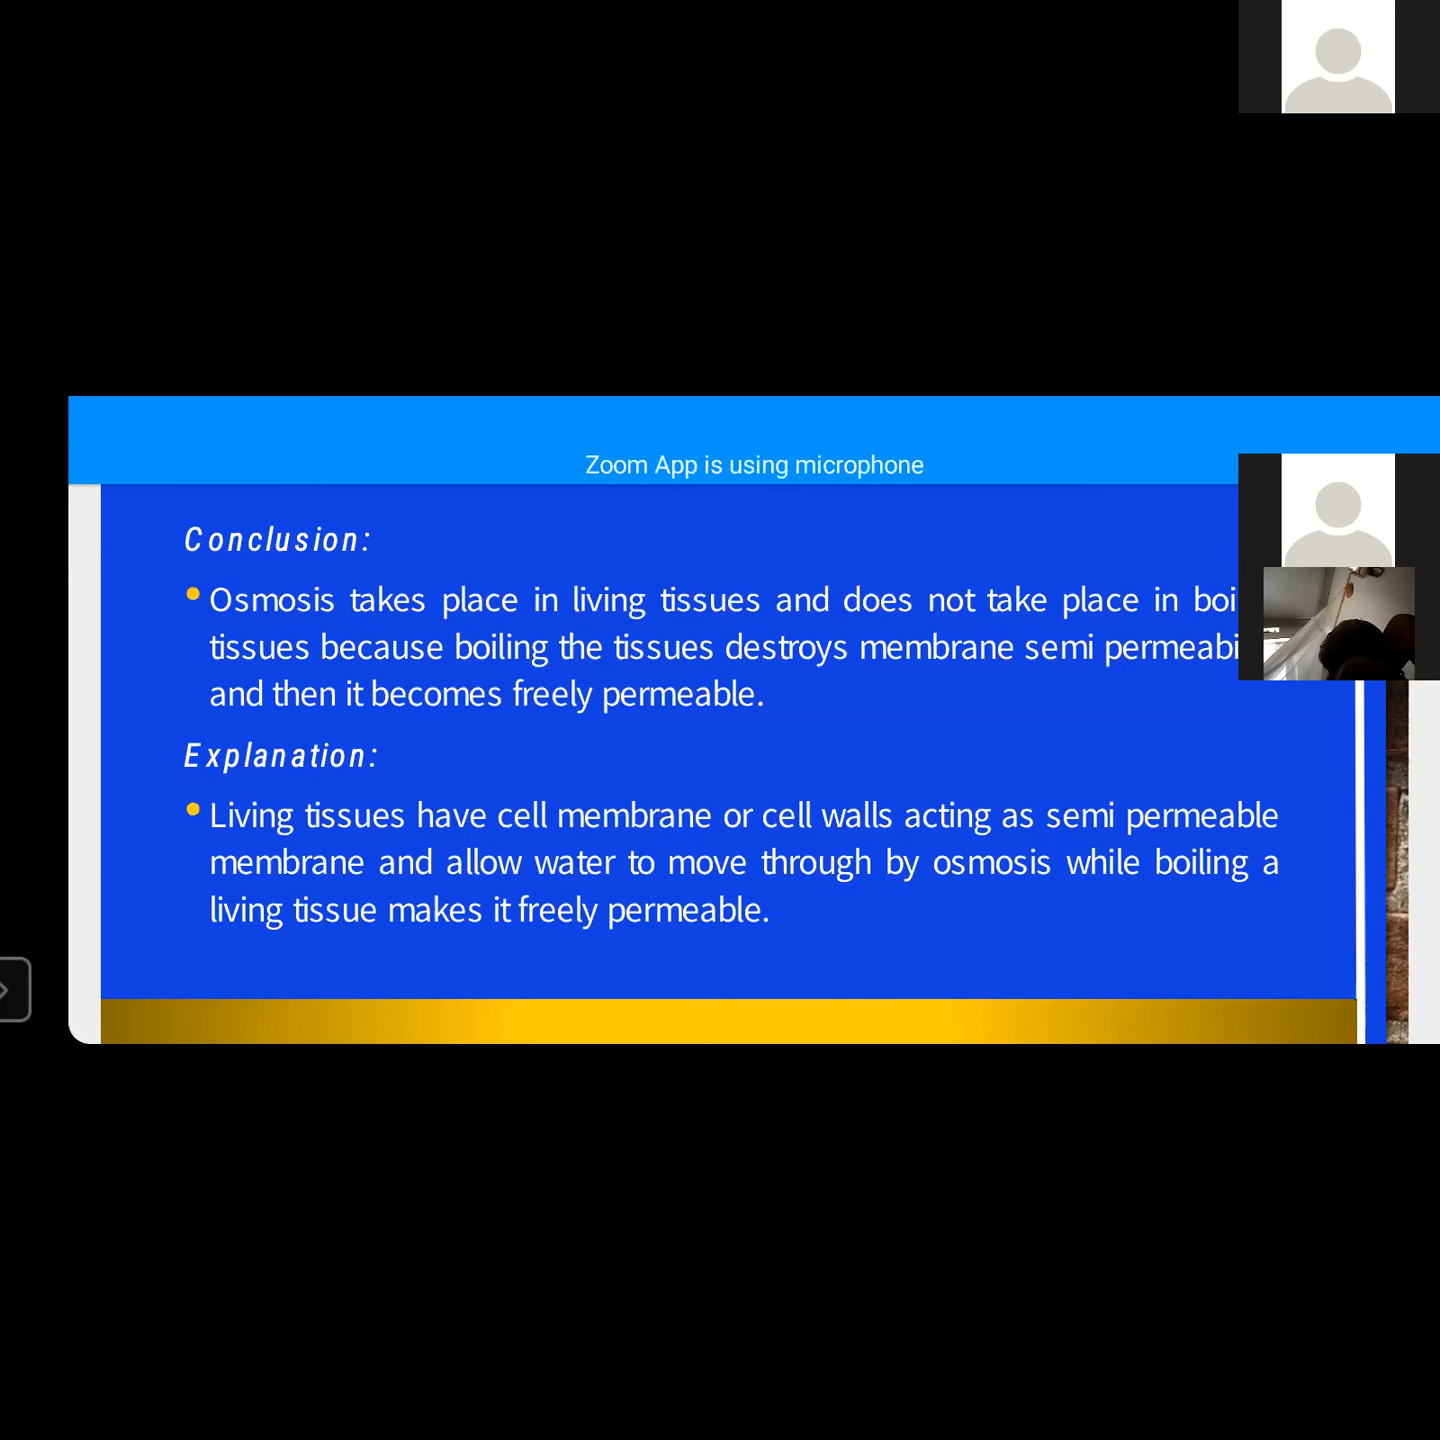 Zoom App is using microphone
Conclusion:
• Osmosis takes place in living tissues and does not take place in
tissues because boiling the tissues destroys membrane semi
and then it becomes freely permeable.
Explanation:
• Living tissues have cell membrane or cell walls acting as semi permeable
membrane and allow water to move through by osmosis while boiling a
living tissue makes it freely permeable.